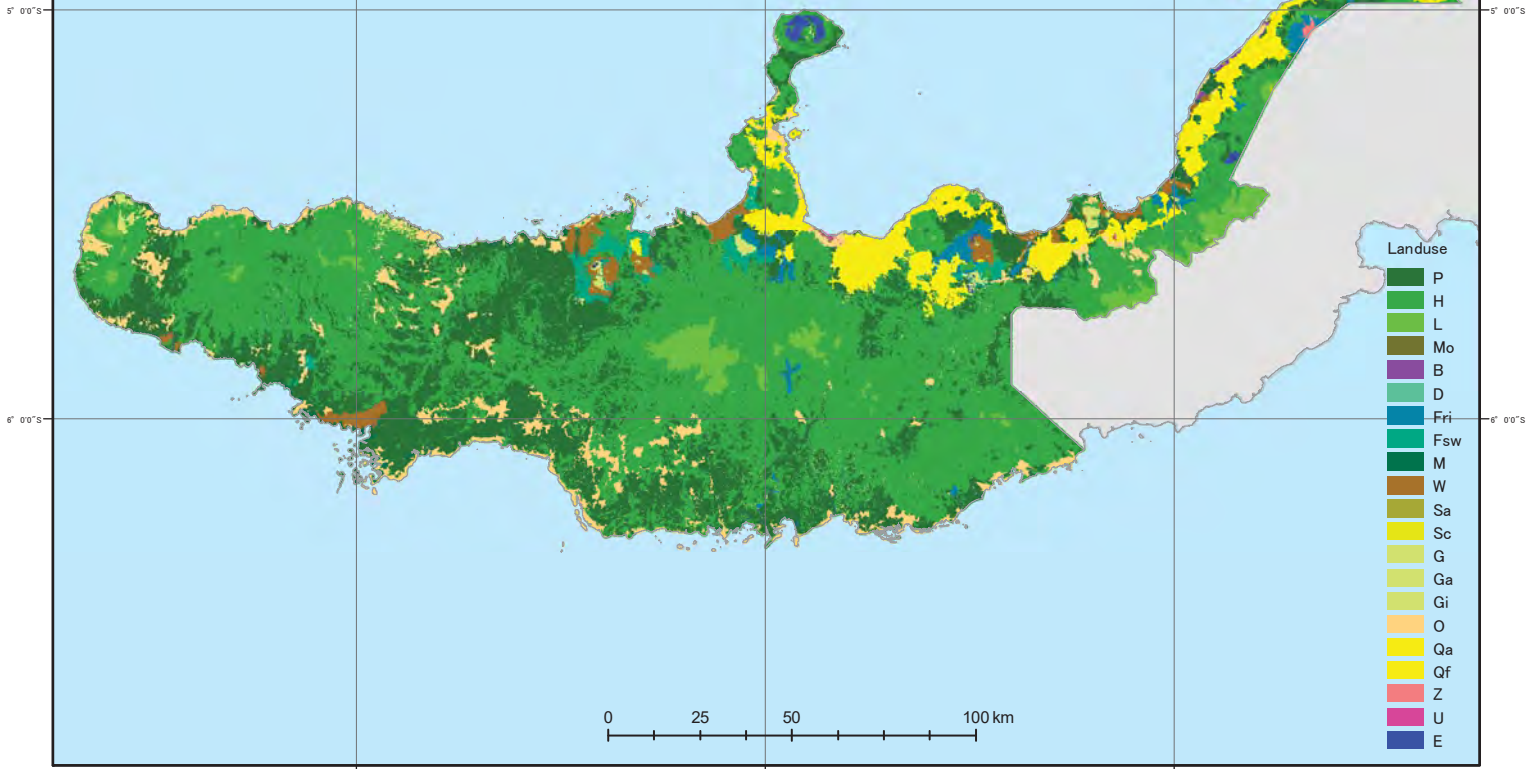 5° 0'0"S
5° 0'0"S
Landuse
P
H
L
Mo
B
D
6° 0'0"S
Fri
6° 0'0"S
Fsw
M
W
Sa
Sc
G
Ga
Gi
O
Qa
Qf
Z
U
E
0 25 50 100 km